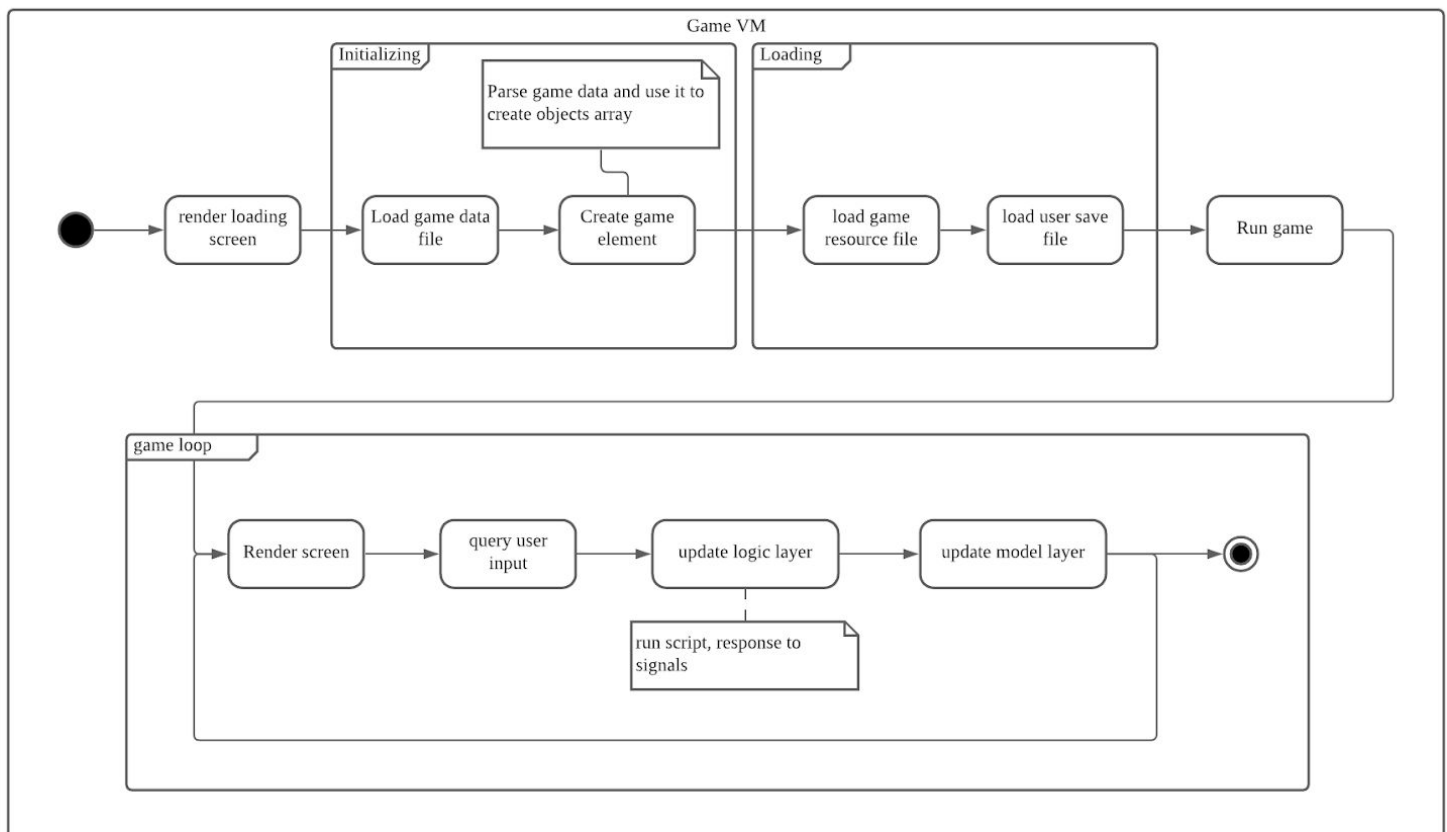 Game VM
Initializing
Loading
Parse game data and use it to
create objects array
render loading
screen
Load game data
file
Create game
element
load game
resource file
load user save
file
Run game
game loop
Render screen
query user
input
update logic layer
update model layer
run script, response to
signals